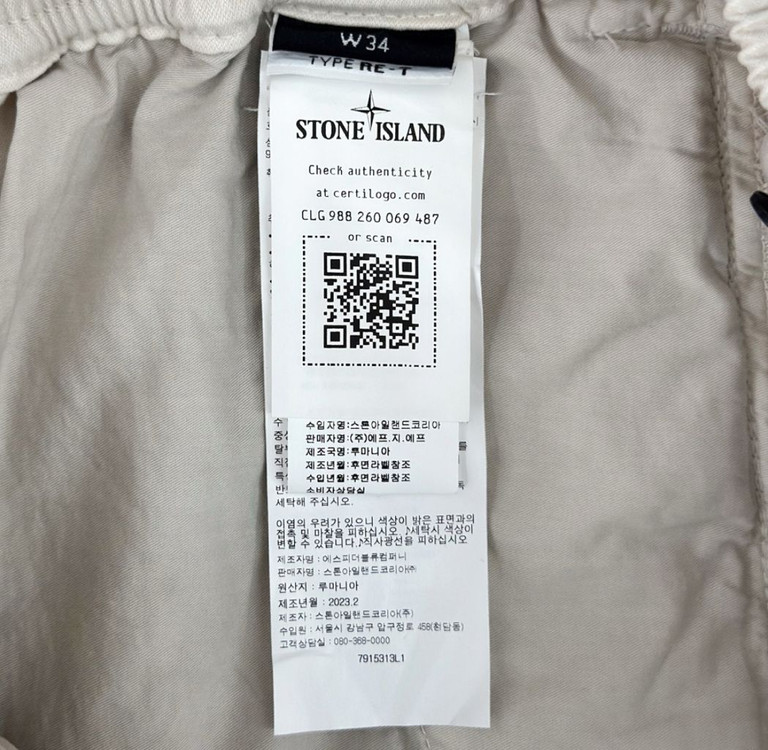 W 34
TYPE RE-T
STONE ISLAND
Check authenticity
at certilogo.com
CLG 988 260 069 487
or scan
수입자명:스톤아일랜드코리아
판매자명:(주)에프.지.에프
제조국명:루마니아
제조년월:후면라벨참조
수입년월:후면라벨참조
소비자상담실
세탁해 주십시오.
이염의 우려가 있으니 색상이 밝은 표면과의
접촉 및 마찰을 피하십시오. ♪세탁시 색상이
변할 수 있습니다.♪직사광선을 피하십시오
제조자명 : 에스피더블류컴퍼니
판매자명 : 스톤아일랜드코리아㈜
원산지 : 루마니아
제조년월 : 2023.2
제조자 : 스톤아일랜드코리아(주)
수입원 : 서울시 강남구 압구정로 458(청담동)
고객상담실 : 080-368-0000
7915313L1